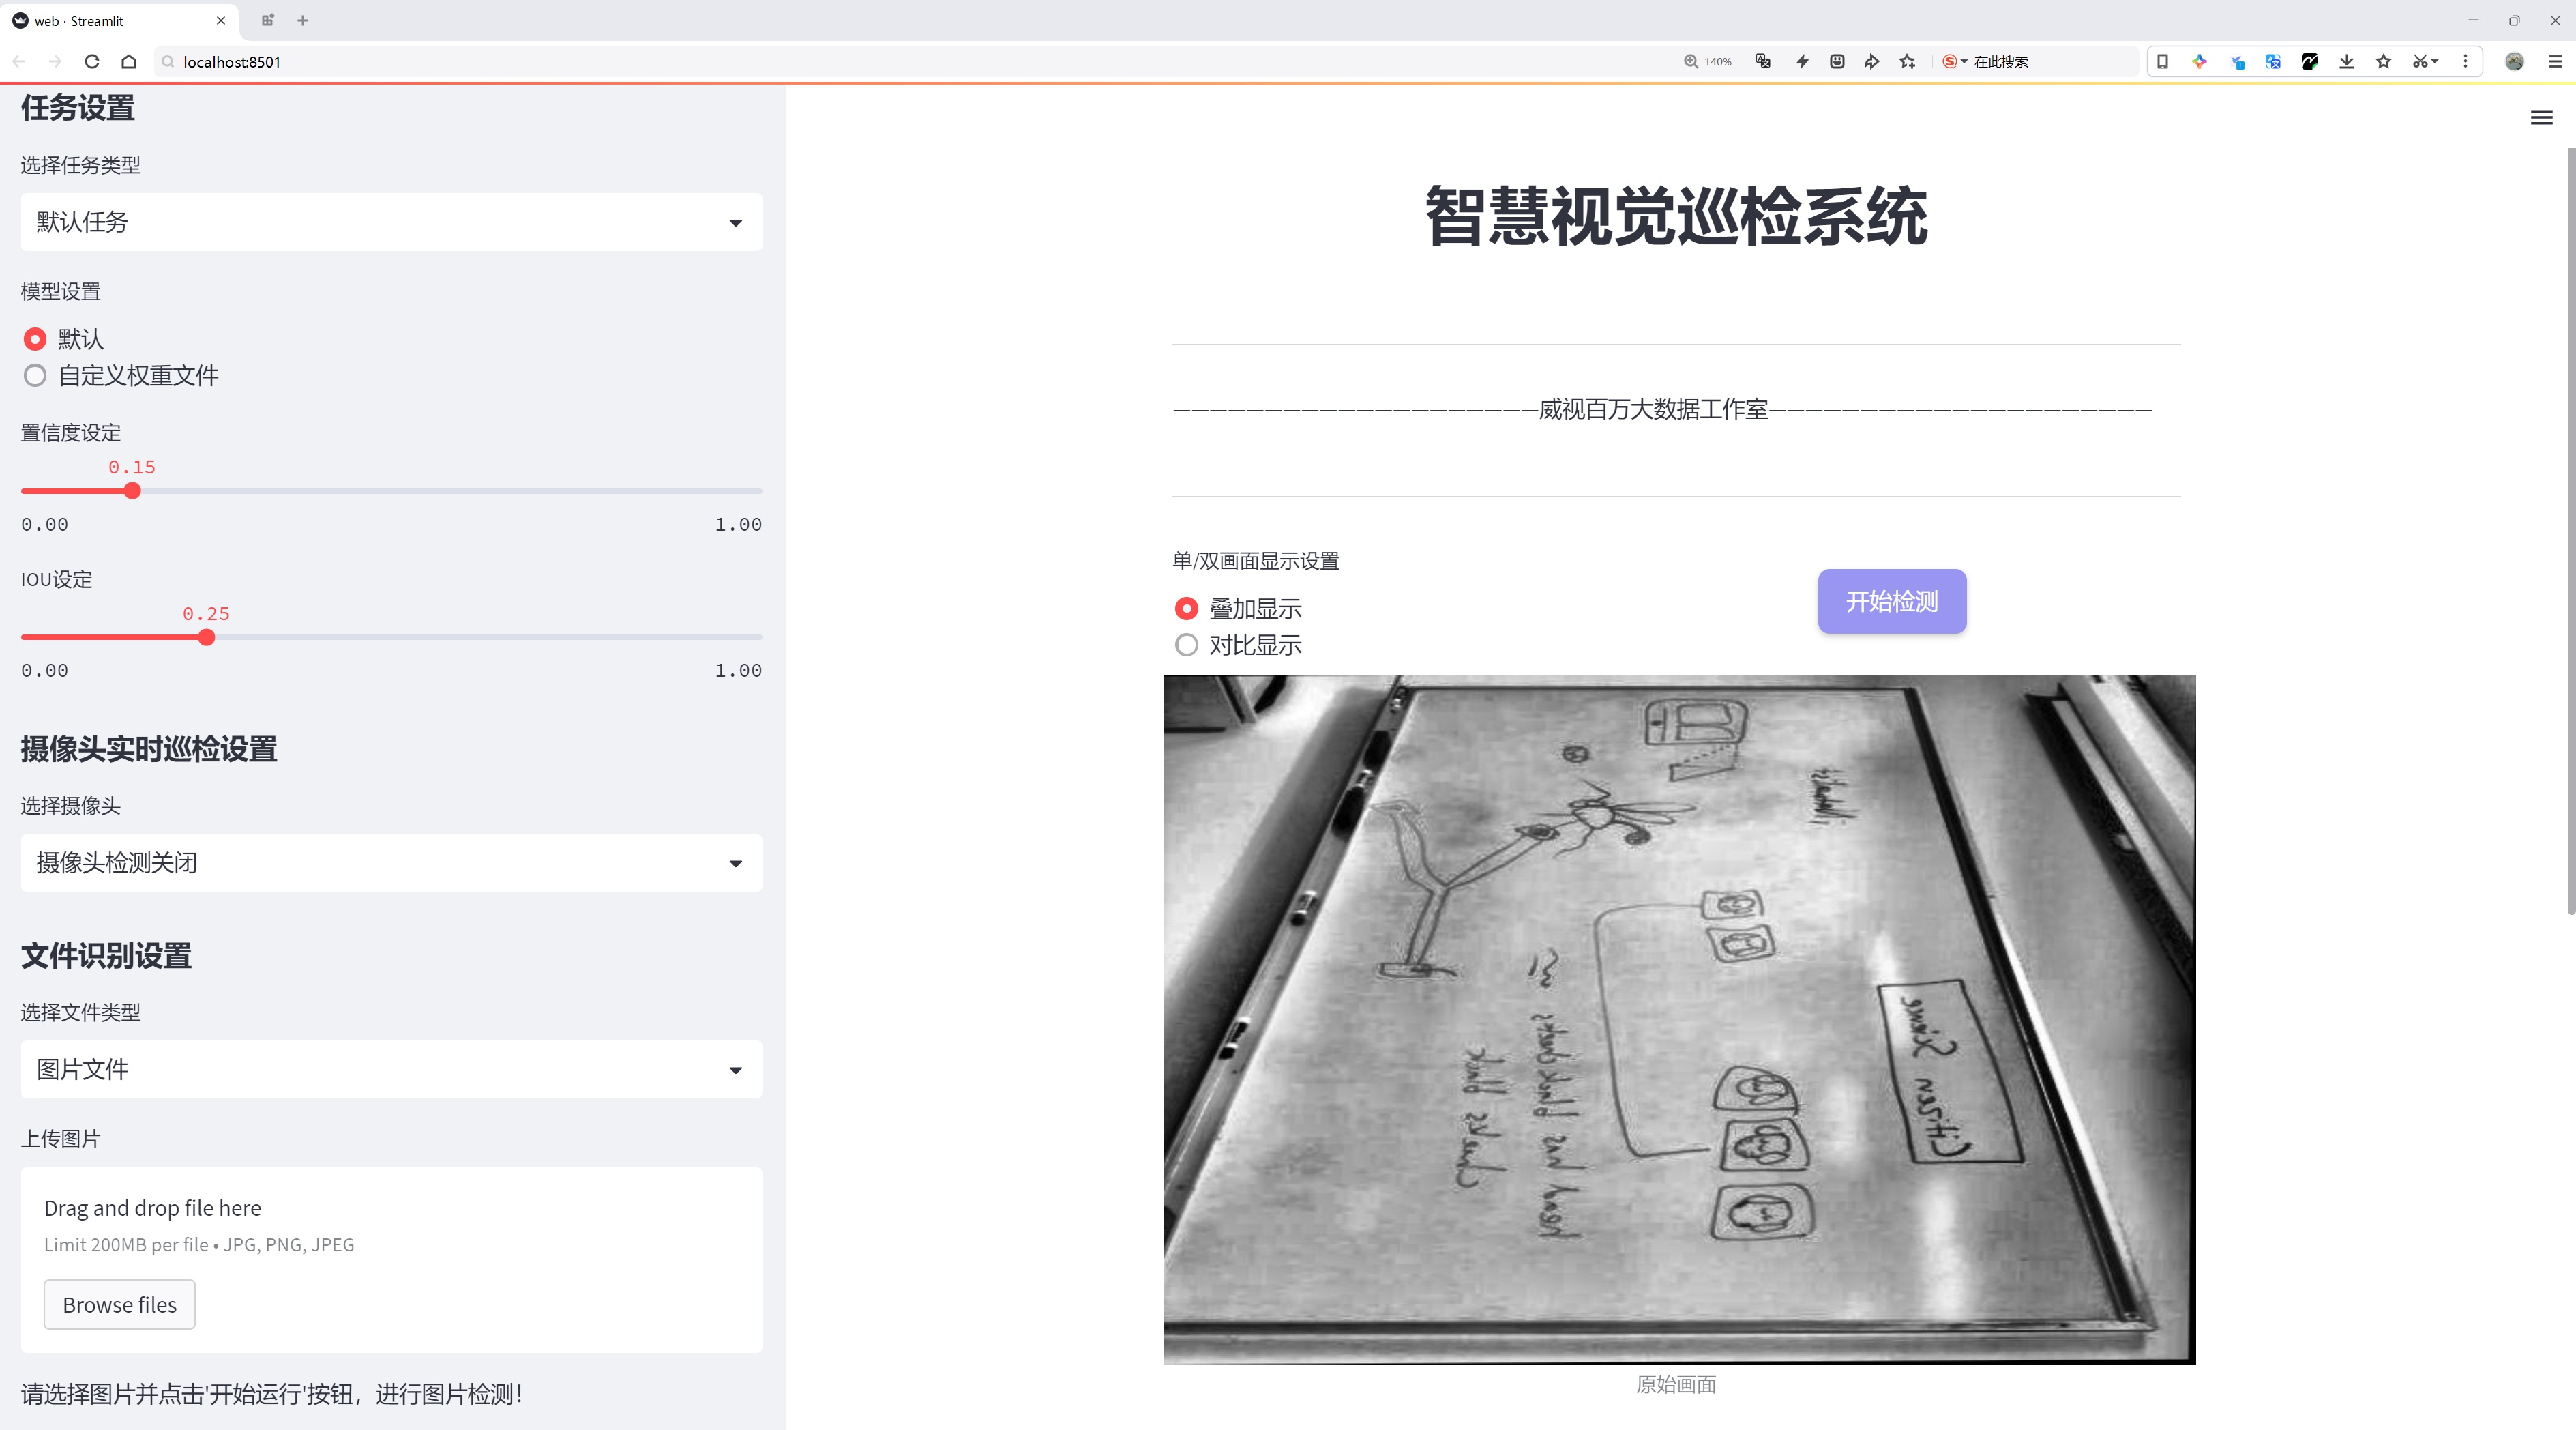 web · Streamlit
localhost:8501
140%
在此搜索
任务设置
选择任务类型
默认任务
模型设置
默认
自定义权重文件
置信度设定
0.15
0.00 1.00
IOU设定
0.25
0.00 1.00
摄像头实时巡检设置
选择摄像头
摄像头检测关闭
文件识别设置
选择文件类型
图片文件
上传图片
Drag and drop file here
Limit 200MB per file • JPG, PNG, JPEG
Browse files
请选择图片并点击'开始运行'按钮，进行图片检测！
智慧视觉巡检系统
————————————————————威视百万大数据工作室—————————————————————
单/双画面显示设置
叠加显示
对比显示
开始检测
Citizen Science
原始画面